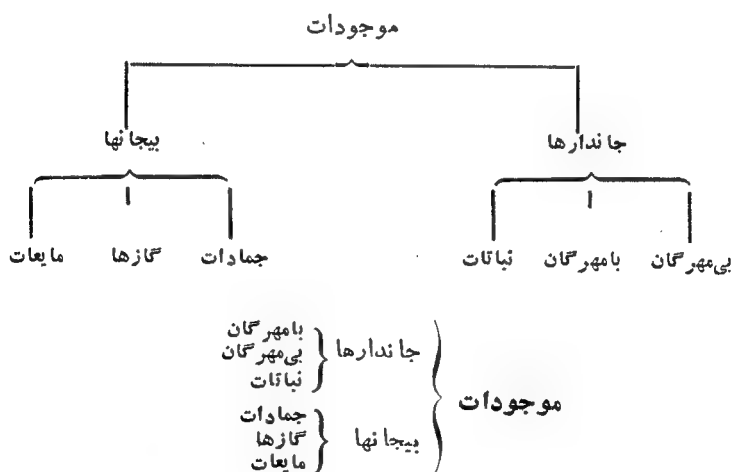 موجودات
جاندارها بیجانها
بی‌مهرگان بامهرگان نباتات جمادات گازها مایعات
بامهرگان
جاندارها بی‌مهرگان
نباتات
موجودات
جمادات
بیجانها گازها
مایعات